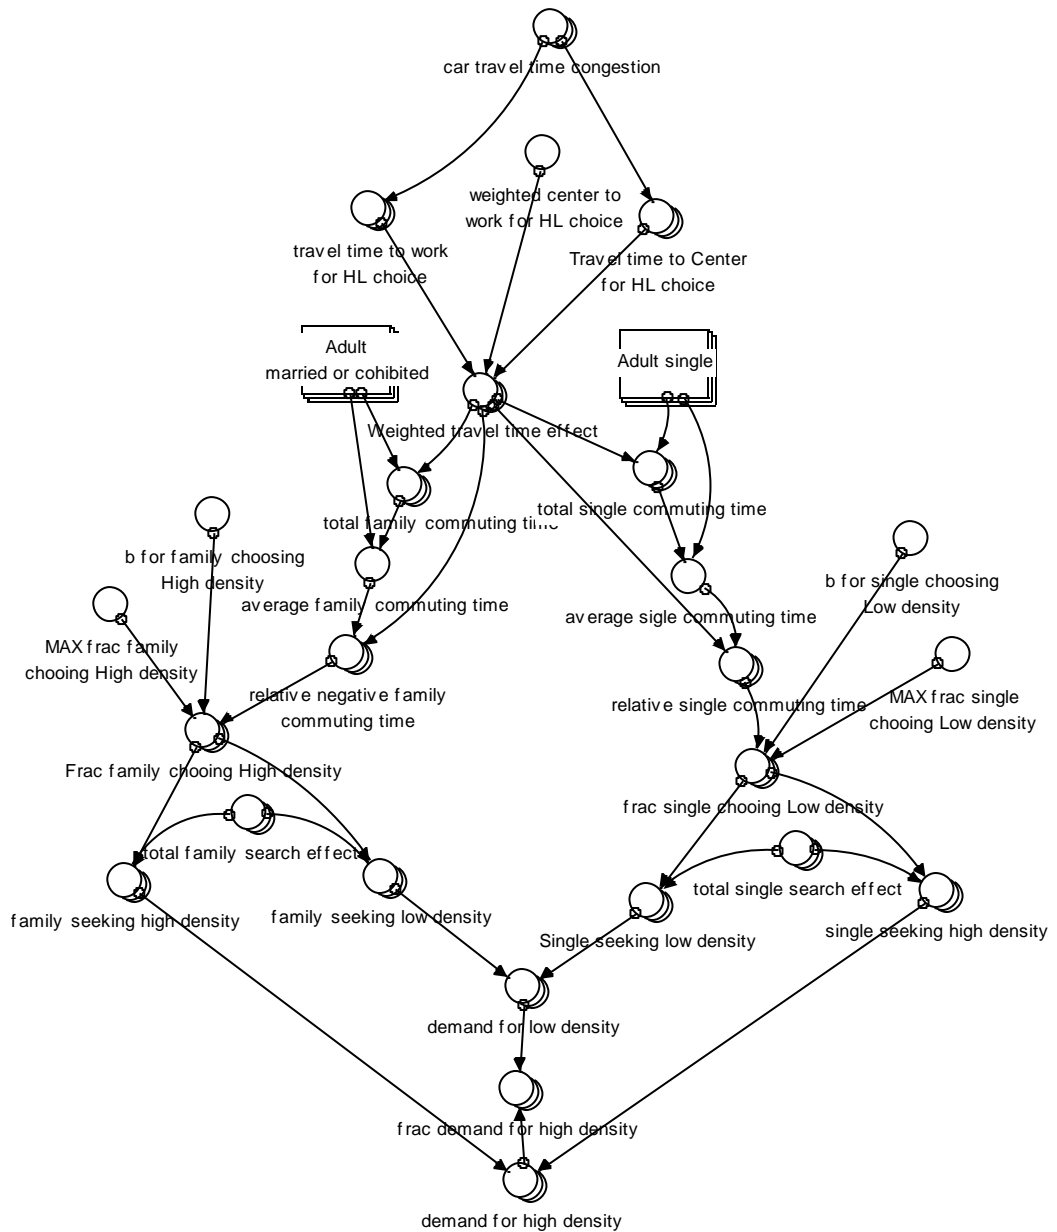 car travel time congestion
weighted center to
work for HL choice
travel time to work
for HL choice
Travel time to Center
for HL choice
Adult
married or cohibited
Adult single
Weighted travel time effect
total family commuting time
total single commuting time
b for family choosing
High density
b for single choosing
Low density
average family commuting time
average sigle commuting time
MAX frac family
chooing High density
relative negative family
commuting time
relative single commuting time
MAX frac single
chooing Low density
Frac family chooing High density
frac single chooing Low density
total family search effect
total single search effect
family seeking high density
family seeking low density
Single seeking low density
single seeking high density
demand for low density
frac demand for high density
demand for high density